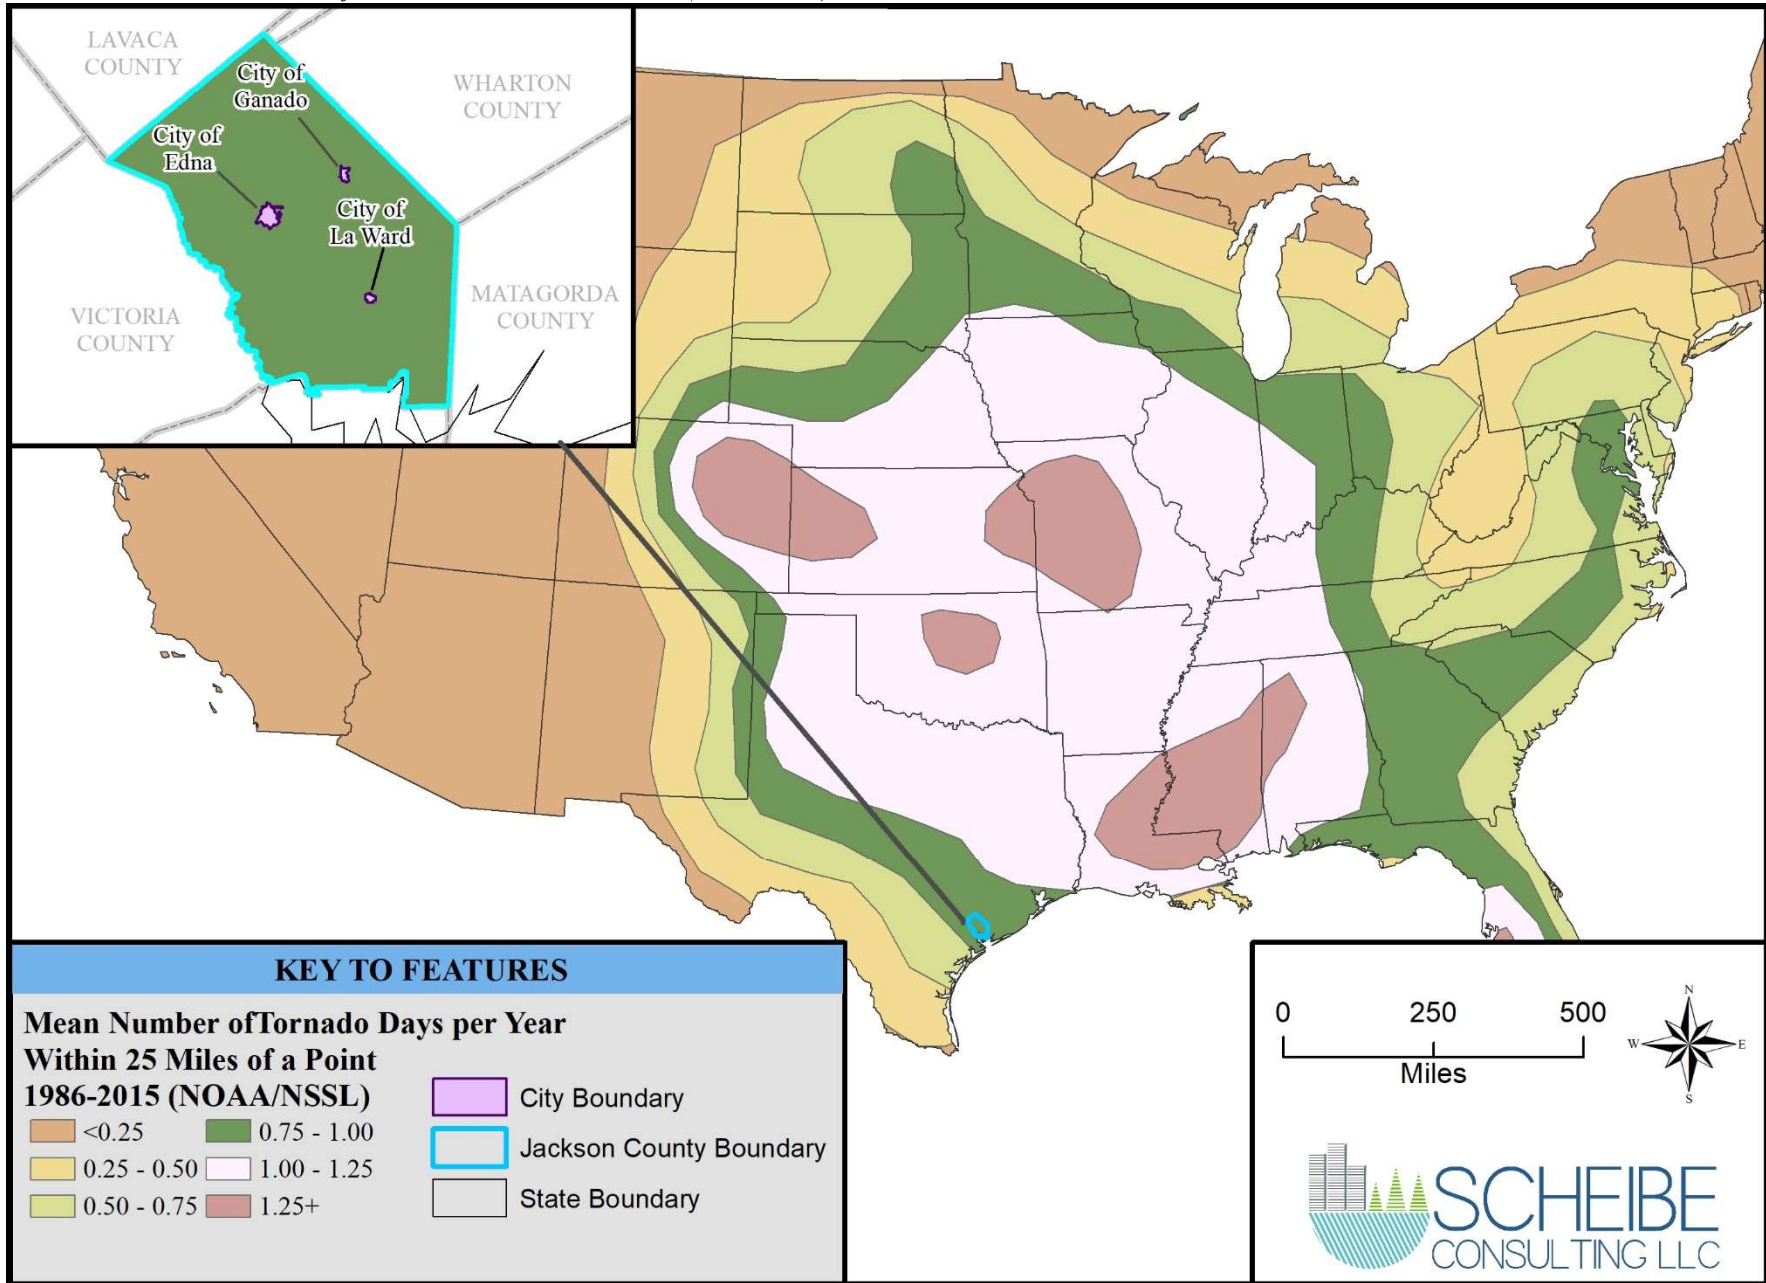 LAVACA
COUNTY
City of
Ganado
WHARTON
COUNTY
City of
Edna
City of
La Ward
MATAGORDA
COUNTY
VICTORIA
COUNTY
KEY TO FEATURES
Mean Number ofTornado Days per Year
Within 25 Miles of a Point
1986-2015 (NOAA/NSSL)
<0.25
0.25 - 0.50
0.50 - 0.75
0.75 - 1.00
1.00 - 1.25
1.25+
City Boundary
Jackson County Boundary
State Boundary
0 250 500
Miles
N
W E
S
SCHEIBE
CONSULTING LLC